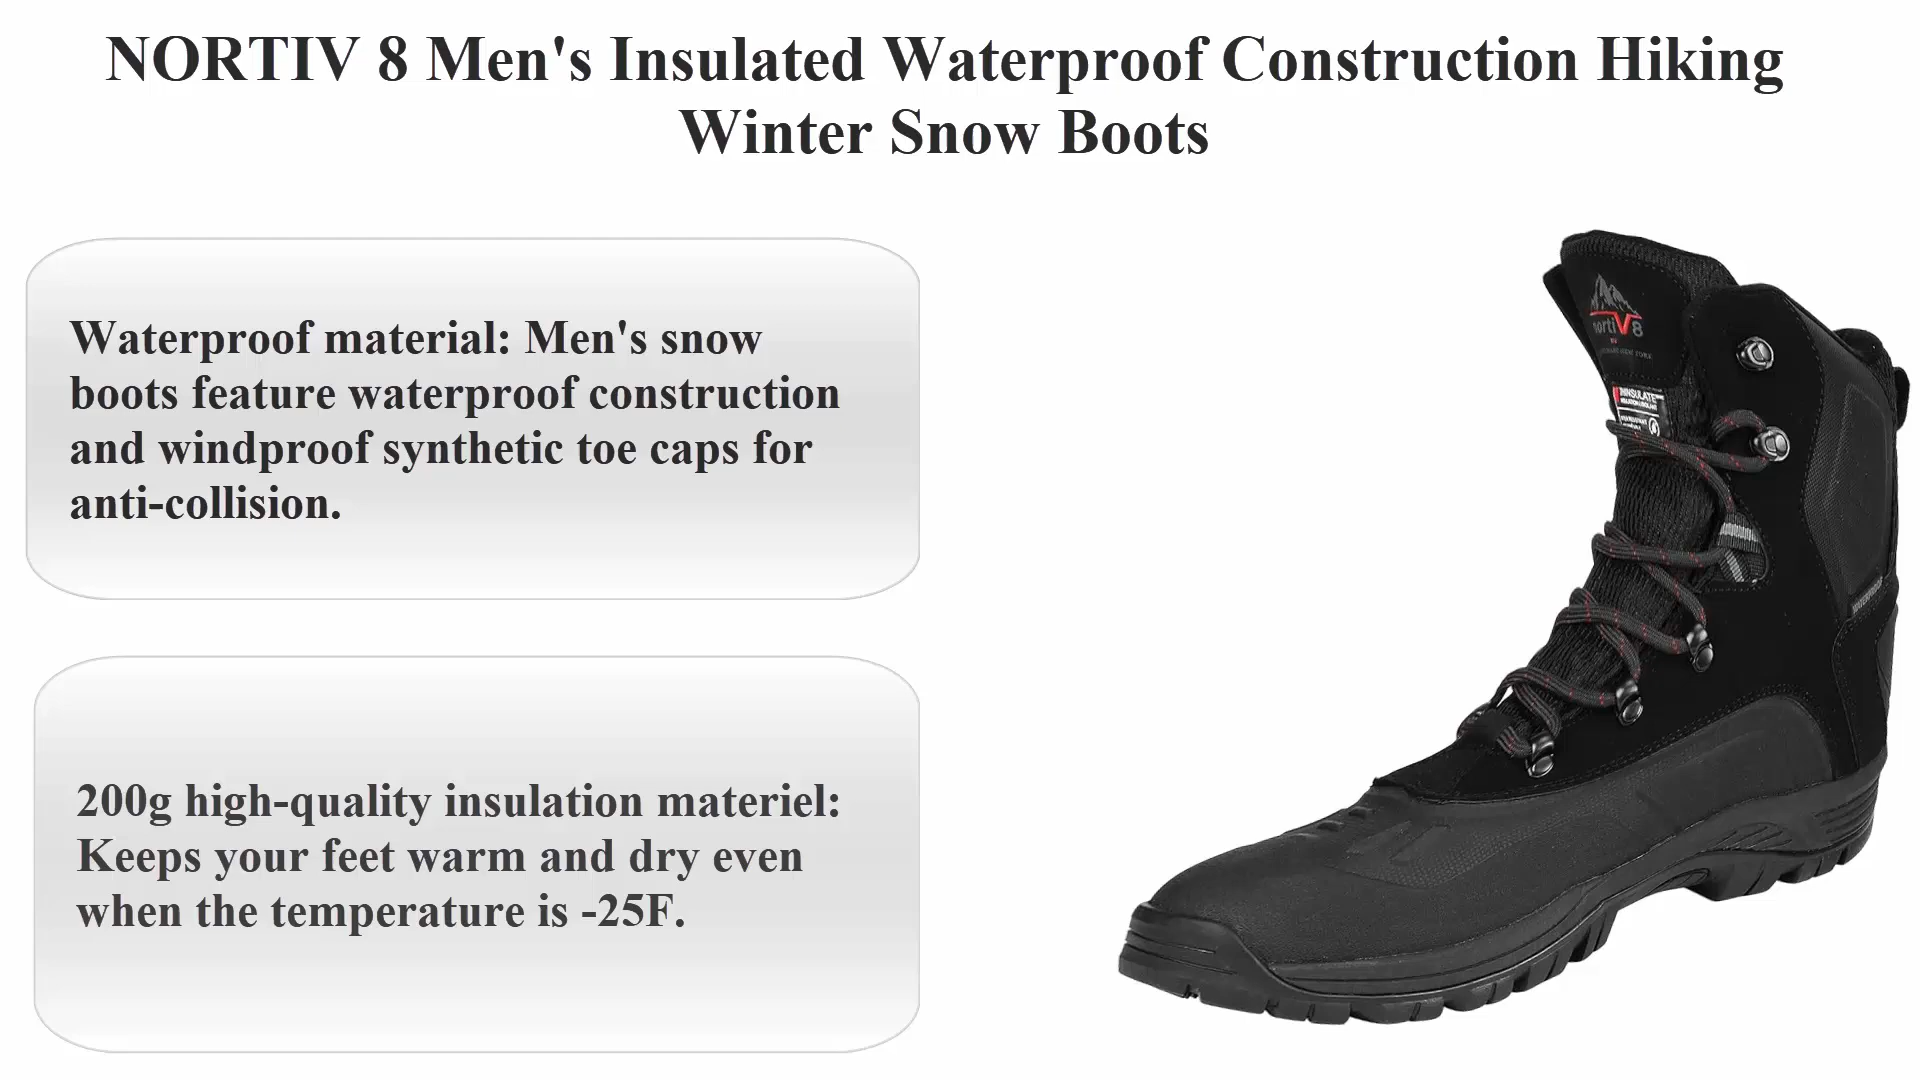 NORTIV 8 Men's Insulated Waterproof Construction Hiking
Winter Snow Boots
Waterproof material: Men's snow
boots feature waterproof construction
and windproof synthetic toe caps for
anti-collision.
200g high-quality insulation materiel:
Keeps your feet warm and dry even
when the temperature is -25F.
nortiV8
WATERPROOF